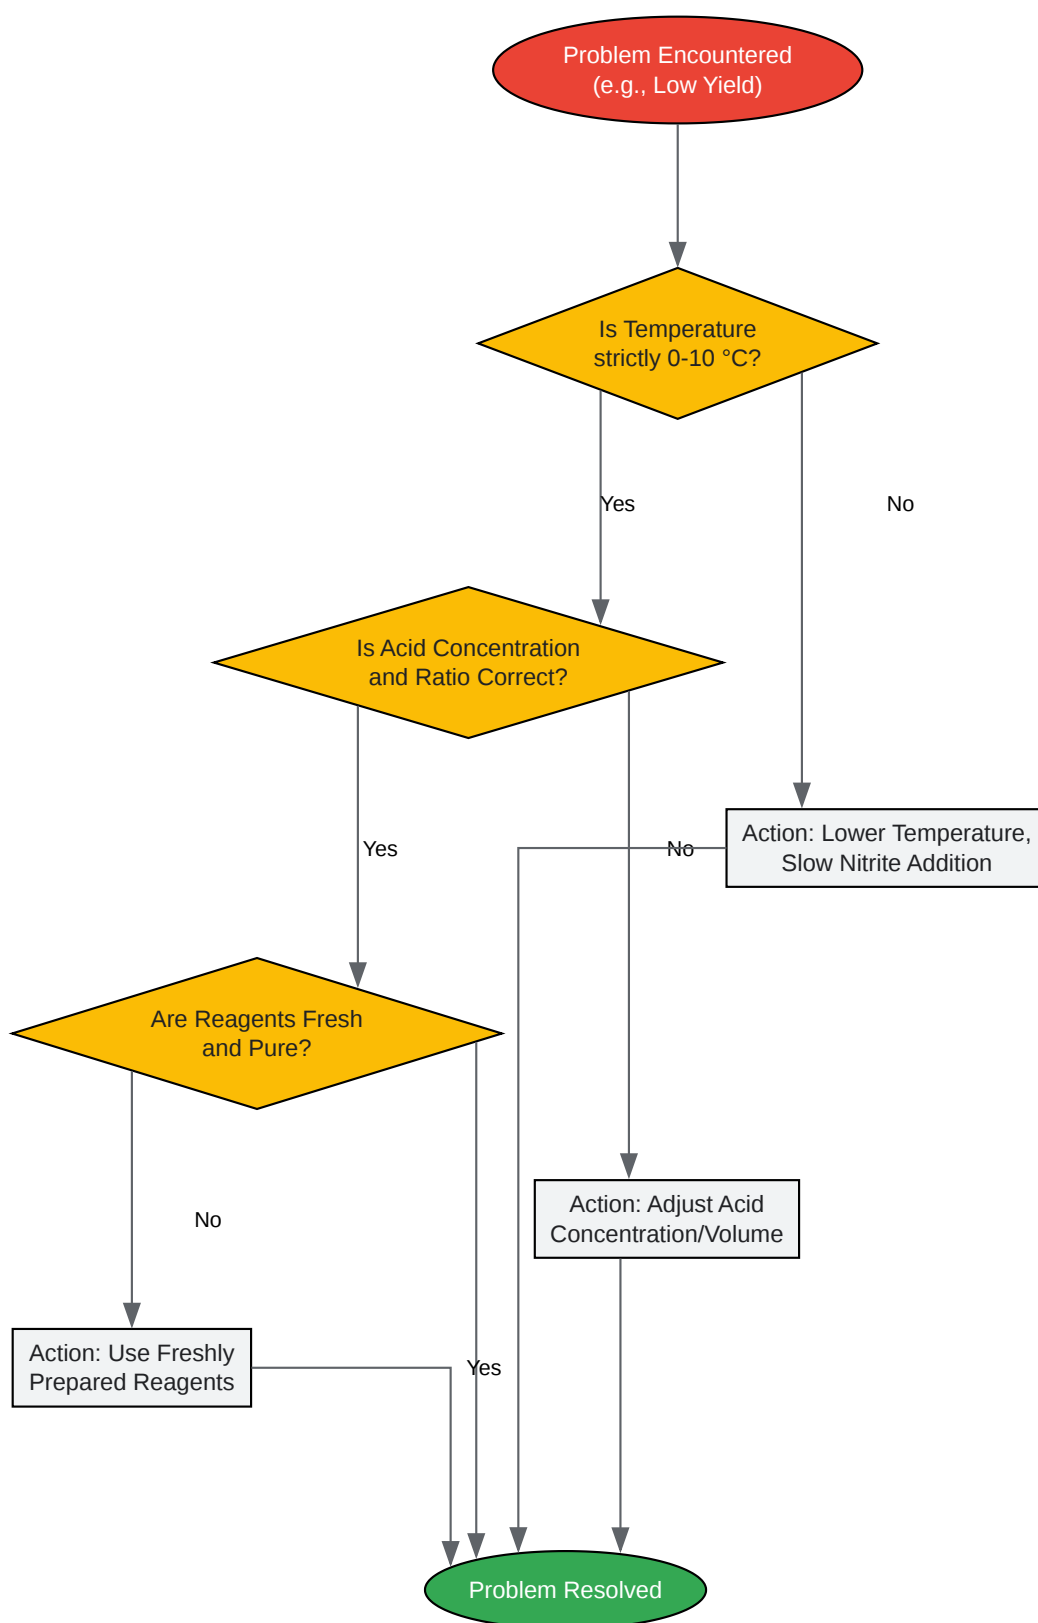 Problem Encountered
(e.g., Low Yield)
Is Temperature
strictly 0-10 °C?
Yes
No
Is Acid Concentration
and Ratio Correct?
Yes
No
Action: Lower Temperature,
Slow Nitrite Addition
Are Reagents Fresh
and Pure?
No
Action: Adjust Acid
Concentration/Volume
Action: Use Freshly
Prepared Reagents
Yes
Problem Resolved